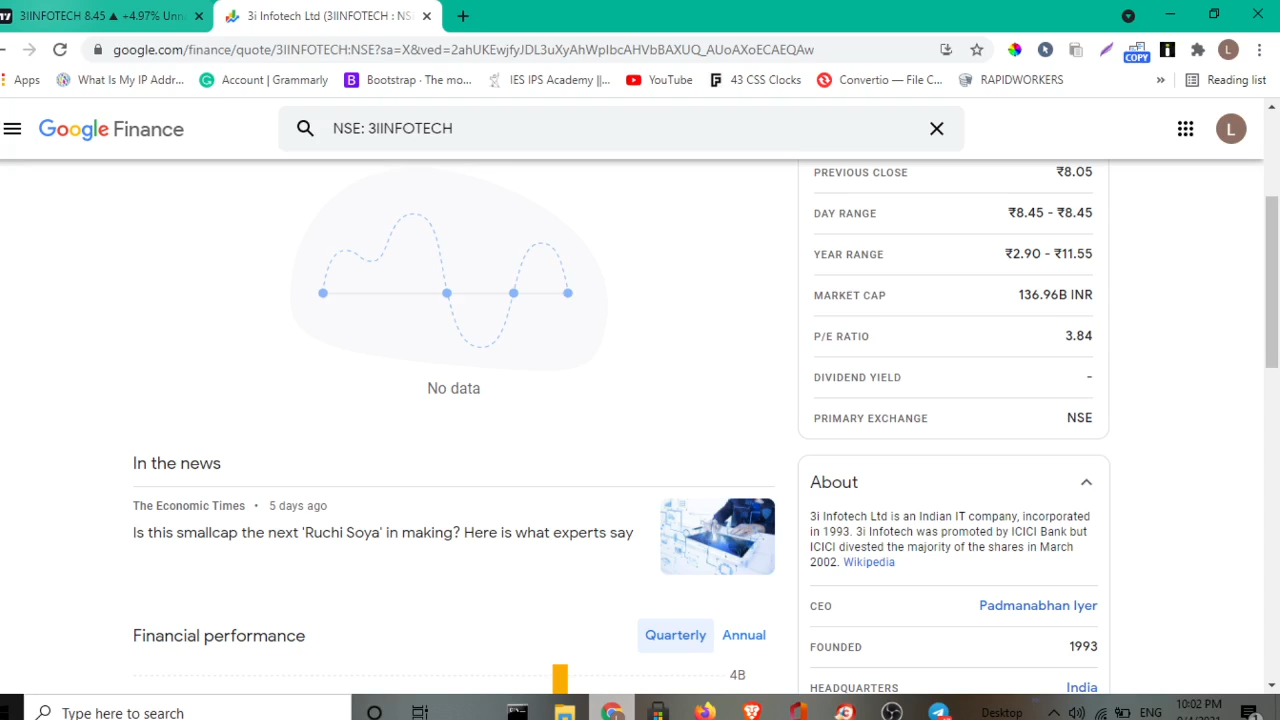 3IINFOTECH 8.45 ▲ +4.97% Unn
3i Infotech Ltd (3IINFOTECH : NSE
google.com/finance/quote/3IINFOTECH:NSE?sa=X&ved=2ahUKEwjfyJDL3uXyAhWpIbcAHVbBAXUQ_AUoAXoECAEQAw
L
COPY
Apps
What Is My IP Addr...
Account | Grammarly
Bootstrap · The mo...
IES IPS Academy ||...
YouTube
43 CSS Clocks
Convertio — File C...
RAPIDWORKERS
Reading list
Google Finance
NSE: 3IINFOTECH
L
PREVIOUS CLOSE ₹8.05
DAY RANGE ₹8.45 - ₹8.45
YEAR RANGE ₹2.90 - ₹11.55
MARKET CAP 136.96B INR
P/E RATIO 3.84
DIVIDEND YIELD -
PRIMARY EXCHANGE NSE
No data
In the news
The Economic Times • 5 days ago
Is this smallcap the next 'Ruchi Soya' in making? Here is what experts say
Financial performance
Quarterly Annual
4B
About
3i Infotech Ltd is an Indian IT company, incorporated
in 1993. 3i Infotech was promoted by ICICI Bank but
ICICI divested the majority of the shares in March
2002. Wikipedia
CEO Padmanabhan Iyer
FOUNDED 1993
HEADQUARTERS India
Type here to search
Desktop
ENG
10:02 PM